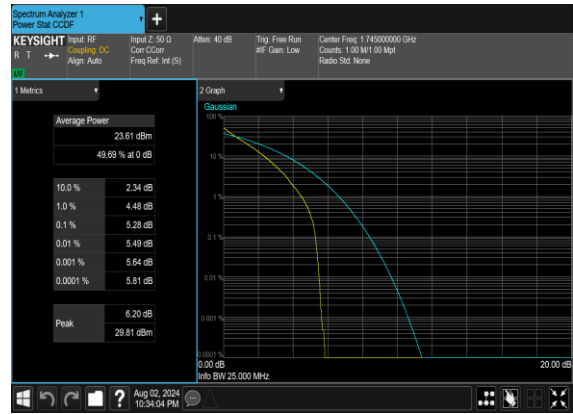 Spectrum Analyzer 1
Power Stat CCDF
KEYSIGHT Input: RF Input Z: 50 Ω Atten: 40 dB Trig: Free Run Center Freq: 1.745000000 GHz
R T Coupling: DC Corr CCorr #IF Gain: Low Counts: 1.00 M/1.00 Mpt
Align: Auto Freq Ref: Int (S) Radio Std: None
1 Metrics
Average Power
23.61 dBm
49.69 % at 0 dB
10.0 % 2.34 dB
1.0 % 4.48 dB
0.1 % 5.28 dB
0.01 % 5.49 dB
0.001 % 5.64 dB
0.0001 % 5.81 dB
Peak 6.20 dB
29.81 dBm
2 Graph
Gaussian
100 %
10 %
1 %
0.1 %
0.01 %
0.001 %
0.0001 %
0.00 dB 20.00 dB
Info BW 25.000 MHz
Aug 02, 2024
10:34:04 PM